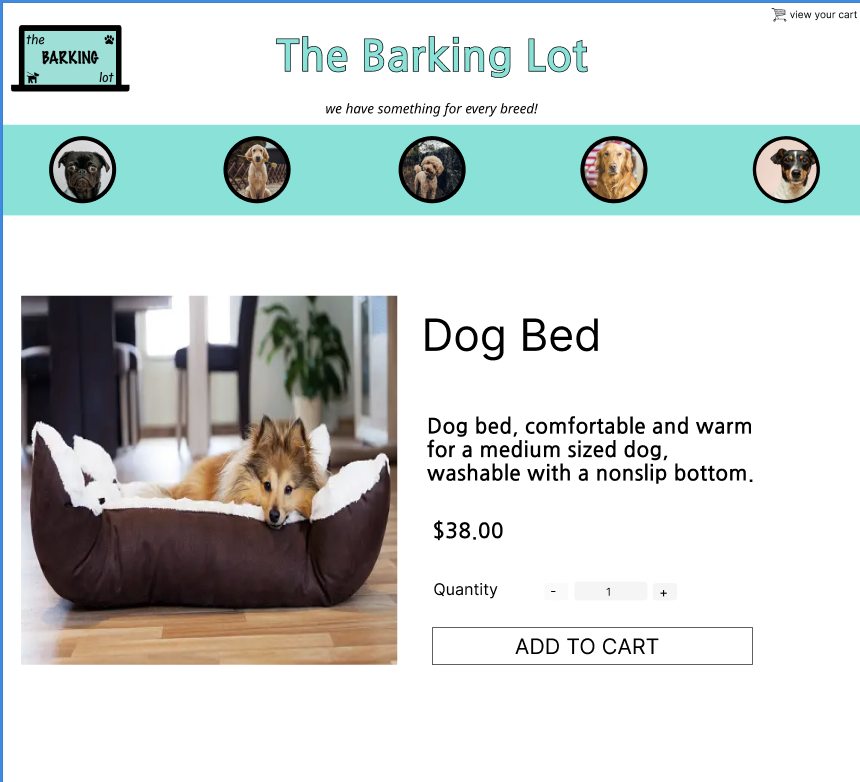 view your cart
the
BARKING
lot
The Barking Lot
we have something for every breed!
Dog Bed
Dog bed, comfortable and warm
for a medium sized dog,
washable with a nonslip bottom.
$38.00
Quantity - 1 +
ADD TO CART